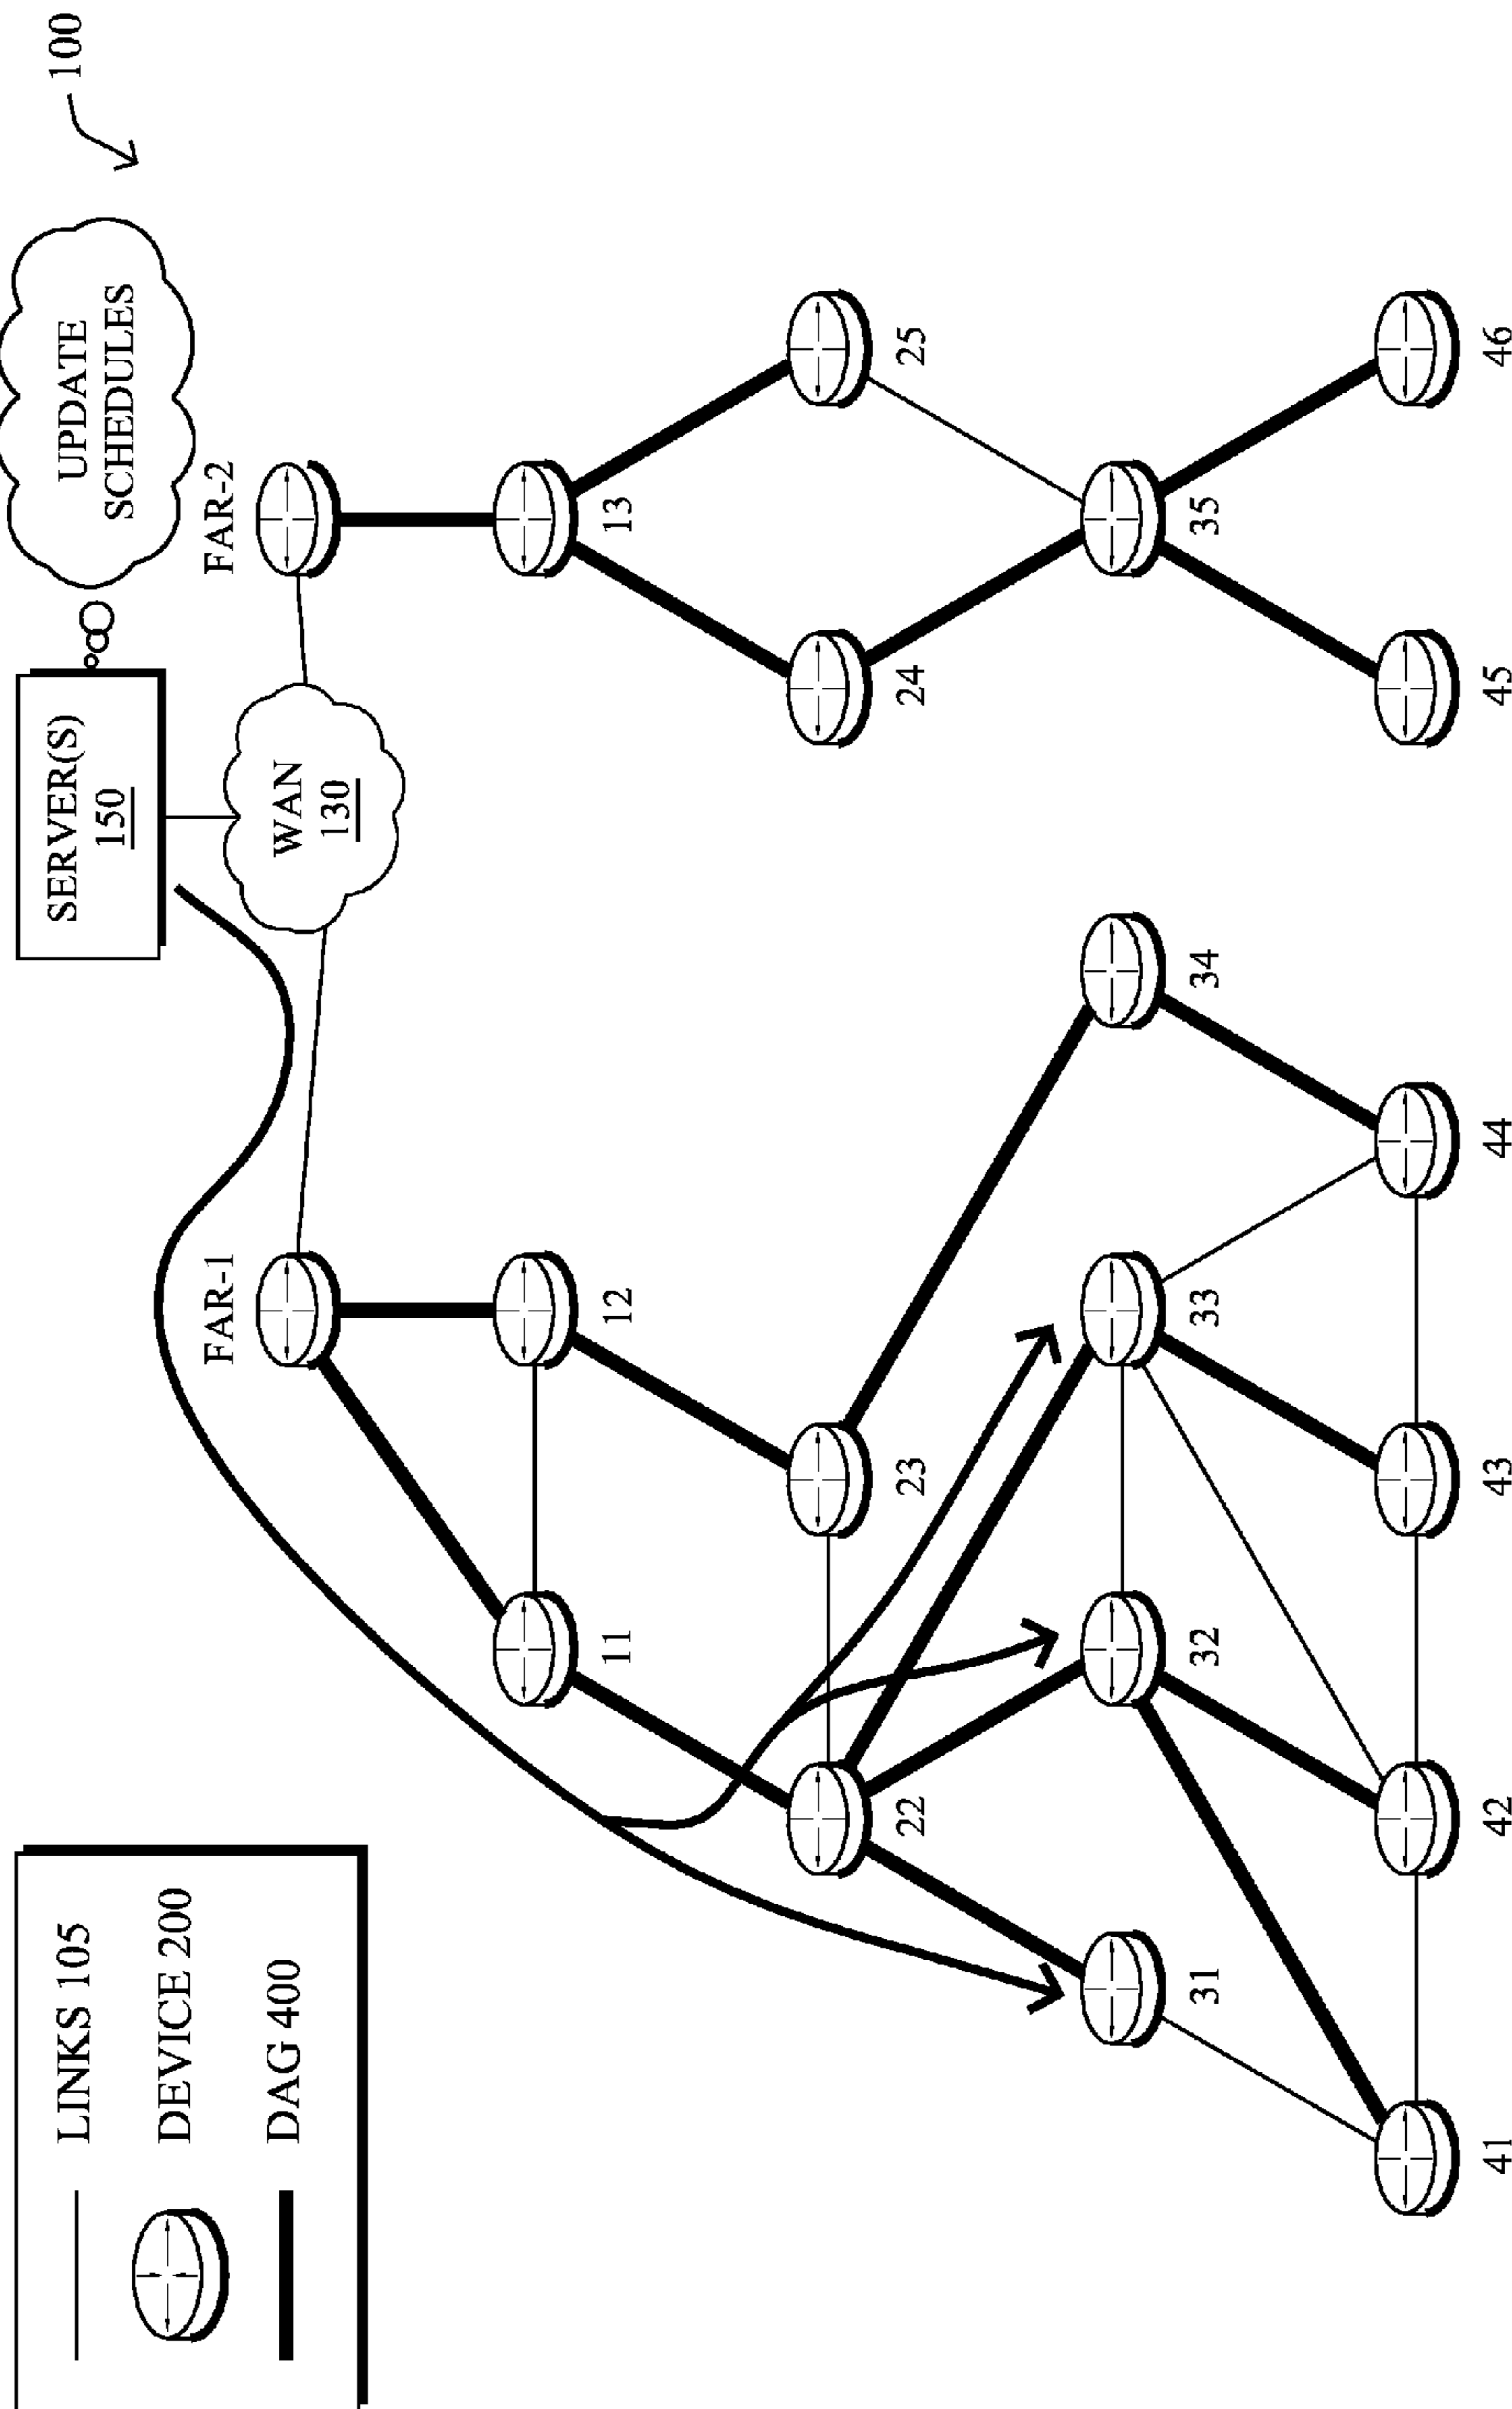 LINKS 105
DEVICE 200
DAG 400
SERVER(S)
150
UPDATE
SCHEDULES
100
WAN
130
FAR-1
FAR-2
11
12
13
22
23
24
25
31
32
33
34
35
41
42
43
44
45
46